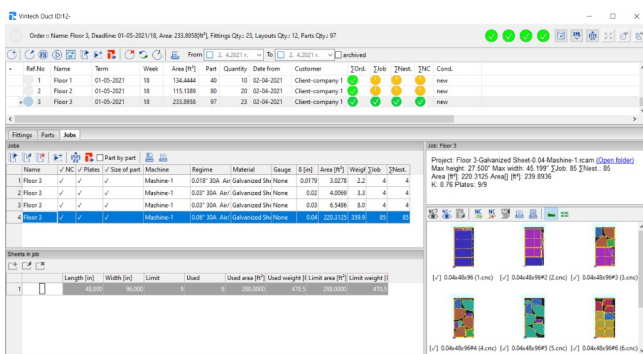 Vintech Duct ID:12-
Order :: Name: Floor 3, Deadline: 01-05-2021/18, Area: 233.8958[ft²], Fittings Qty.: 23, Layouts Qty.: 12, Parts Qty.: 97
From 2. 4.2021 To 2. 4.2021 archived
Ref.No Name Term Week Area [ft²] Part Quantity Date from Customer ∑Ord. ∑Job ∑Nest. ∑NC Cond.
1 Floor 1 01-05-2021 18 134.4444 40 10 02-04-2021 Client-company 1 new
2 Floor 2 01-05-2021 18 115.1389 80 20 02-04-2021 Client-company 1 new
3 Floor 3 01-05-2021 18 233.8958 97 23 02-04-2021 Client-company 1 new
Fittings Parts Jobs
Jobs
Part by part
Name ✓ NC ✓ Plates ✓ Size of part Machine Regime Material Gauge δ [in] Area [ft²] Weigl ∑Job ∑Nest.
1 Floor 3 ✓ ✓ ✓ Mashine-1 0.018" 30A Air/ Galvanized She None 0.0179 3.0278 2.2 4 4
2 Floor 3 ✓ ✓ ✓ Mashine-1 0.03" 30A Air/ Galvanized She None 0.02 4.0069 3.3 4 4
3 Floor 3 ✓ ✓ ✓ Mashine-1 0.03" 30A Air/ Galvanized She None 0.03 6.5486 8.0 4 4
4 Floor 3 ✓ ✓ ✓ Mashine-1 0.06" 30A Air/ Galvanized She None 0.04 220.3125 359.9 85 85
Sheets in job
Length [in] Width [in] Limit Used Used area [ft²] Used weight [l Limit area [ft²] Limit weight [l
1 48.000 96.000 9 9 288.0000 470.5 288.0000 470.5
Job: Floor 3
Project: Floor 3-Galvanized Sheet-0.04-Mashine-1.rcam (Open folder)
Max height: 27.500" Max width: 45.199" ∑Job: 85 ∑Nest.: 85
Area [ft²]: 220.3125 Area[] [ft²]: 239.8936
K: 0.76 Plates: 9/9
[✓] 0.04x48x96 (1.cnc) [✓] 0.04x48x96#2 (2.cnc) [✓] 0.04x48x96#3 (3.cnc)
[✓] 0.04x48x96#4 (4.cnc) [✓] 0.04x48x96#5 (5.cnc) [✓] 0.04x48x96#6 (6.cnc)